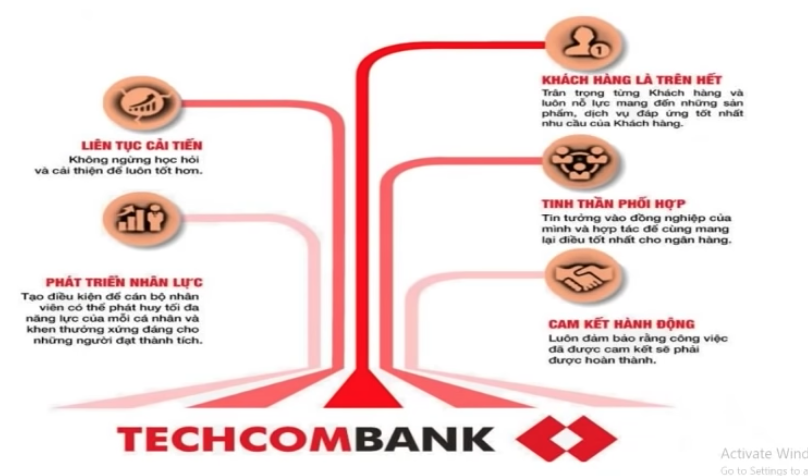 KHÁCH HÀNG LÀ TRÊN HẾT
Trân trọng từng Khách hàng và
luôn nỗ lực mang đến những sản
phẩm, dịch vụ đáp ứng tốt nhất
nhu cầu của Khách hàng.
LIÊN TỤC CẢI TIẾN
Không ngừng học hỏi
và cải thiện để luôn tốt hơn.
TINH THẦN PHỐI HỢP
Tin tưởng vào đồng nghiệp của
mình và hợp tác để cùng mang
lại điều tốt nhất cho ngân hàng.
PHÁT TRIỂN NHÂN LỰC
Tạo điều kiện để cán bộ nhân
viên có thể phát huy tối đa
năng lực của mỗi cá nhân và
khen thưởng xứng đáng cho
những người đạt thành tích.
CAM KẾT HÀNH ĐỘNG
Luôn đảm bảo rằng công việc
đã được cam kết sẽ phải
được hoàn thành.
TECHCOMBANK
1
Activate Wind
Go to Settings to a